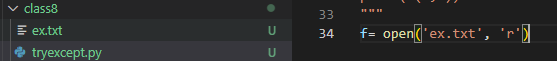 class8
ex.txt U
tryexcept.py U
33 """
34 f= open('ex.txt', 'r')